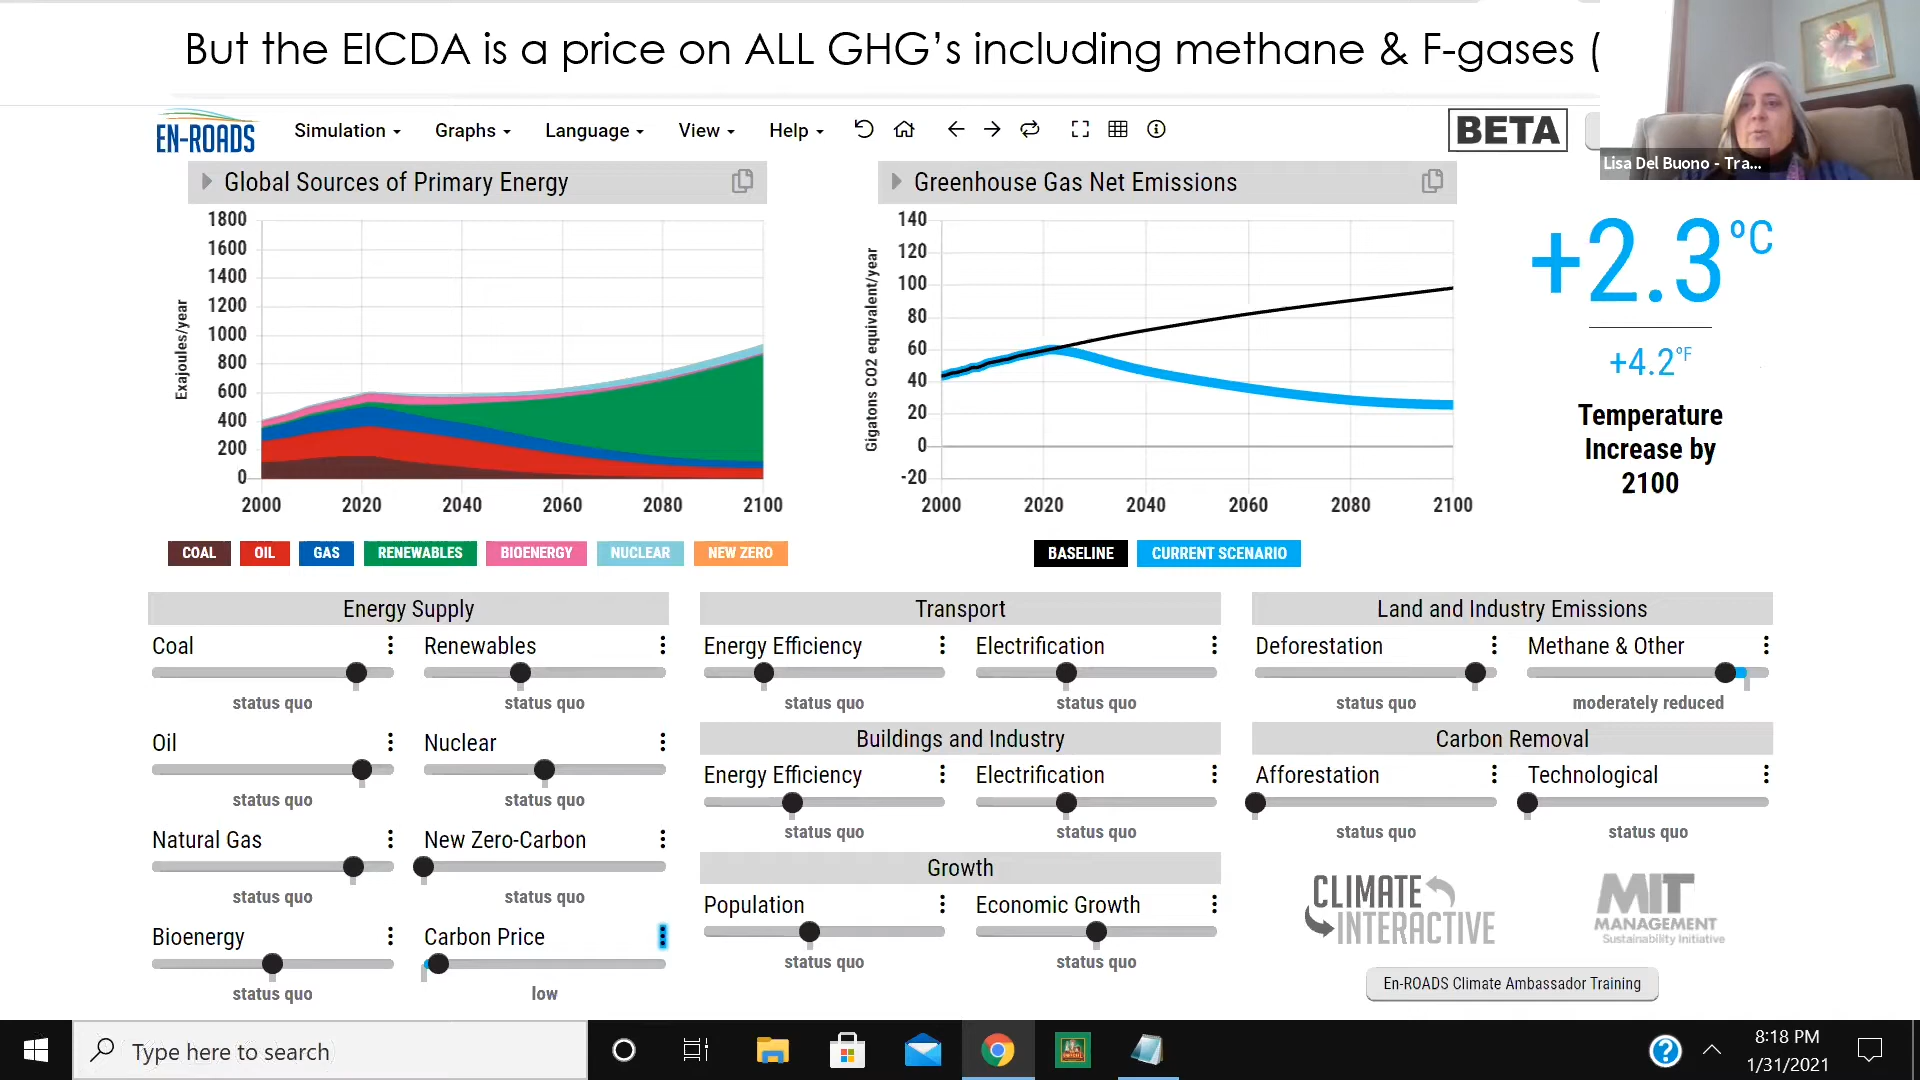 But the EICDA is a price on ALL GHG's including methane & F-gases (
EN-ROADS
Simulation
Graphs
Language
View
Help
BETA
Lisa Del Buono - Tra...
Global Sources of Primary Energy
Exajoules/year
1800
1600
1400
1200
1000
800
600
400
200
0
2000 2020 2040 2060 2080 2100
COAL OIL GAS RENEWABLES BIOENERGY NUCLEAR NEW ZERO
Greenhouse Gas Net Emissions
Gigatons CO2 equivalent/year
140
120
100
80
60
40
20
0
-20
2000 2020 2040 2060 2080 2100
BASELINE CURRENT SCENARIO
+2.3°C
+4.2°F
Temperature
Increase by
2100
Energy Supply
Coal
status quo
Renewables
status quo
Oil
status quo
Nuclear
status quo
Natural Gas
status quo
New Zero-Carbon
status quo
Bioenergy
status quo
Carbon Price
low
Transport
Energy Efficiency
status quo
Electrification
status quo
Buildings and Industry
Energy Efficiency
status quo
Electrification
status quo
Growth
Population
status quo
Economic Growth
status quo
Land and Industry Emissions
Deforestation
status quo
Methane & Other
moderately reduced
Carbon Removal
Afforestation
status quo
Technological
status quo
CLIMATE
INTERACTIVE
MIT
MANAGEMENT
Sustainability Initiative
En-ROADS Climate Ambassador Training
Type here to search
8:18 PM
1/31/2021